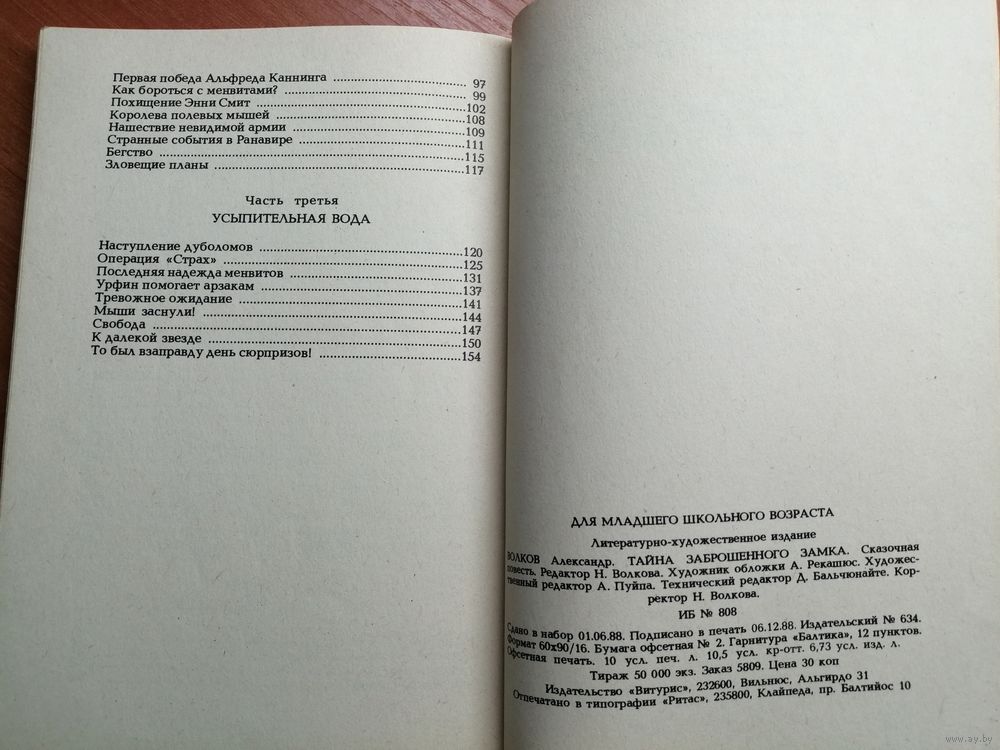 Первая победа Альфреда Каннинга ........ 97
Как бороться с менвитами? ........ 99
Похищение Энни Смит ........ 102
Королева полевых мышей ........ 108
Нашествие невидимой армии ........ 109
Странные события в Ранавире ........ 111
Бегство ........ 115
Зловещие планы ........ 117
Часть третья
УСЫПИТЕЛЬНАЯ ВОДА
Наступление дуболомов ........ 120
Операция «Страх» ........ 125
Последняя надежда менвитов ........ 131
Урфин помогает арзакам ........ 137
Тревожное ожидание ........ 141
Мыши заснули! ........ 144
Свобода ........ 147
К далекой звезде ........ 150
То был взаправду день сюрпризов! ........ 154
ДЛЯ МЛАДШЕГО ШКОЛЬНОГО ВОЗРАСТА
Литературно-художественное издание
ВОЛКОВ Александр. ТАЙНА ЗАБРОШЕННОГО ЗАМКА. Сказочная
повесть. Редактор Н. Волкова. Художник обложки А. Рекашюс. Художес-
твенный редактор А. Пуйпа. Технический редактор Д. Бальчюнайте. Кор-
ректор Н. Волкова.
ИБ № 808
Сдано в набор 01.06.88. Подписано в печать 06.12.88. Издательский № 634.
Формат 60х90/16. Бумага офсетная № 2. Гарнитура «Балтика», 12 пунктов.
Офсетная печать. 10 усл. печ. л. 10,5 усл. кр-отт. 6,73 усл. изд. л.
Тираж 50 000 экз. Заказ 5809. Цена 30 коп
Издательство «Витурис», 232600, Вильнюс, Альгирдо 31
Отпечатано в типографии «Ритас», 235800, Клайпеда, пр. Балтийос 10
www.ay.by